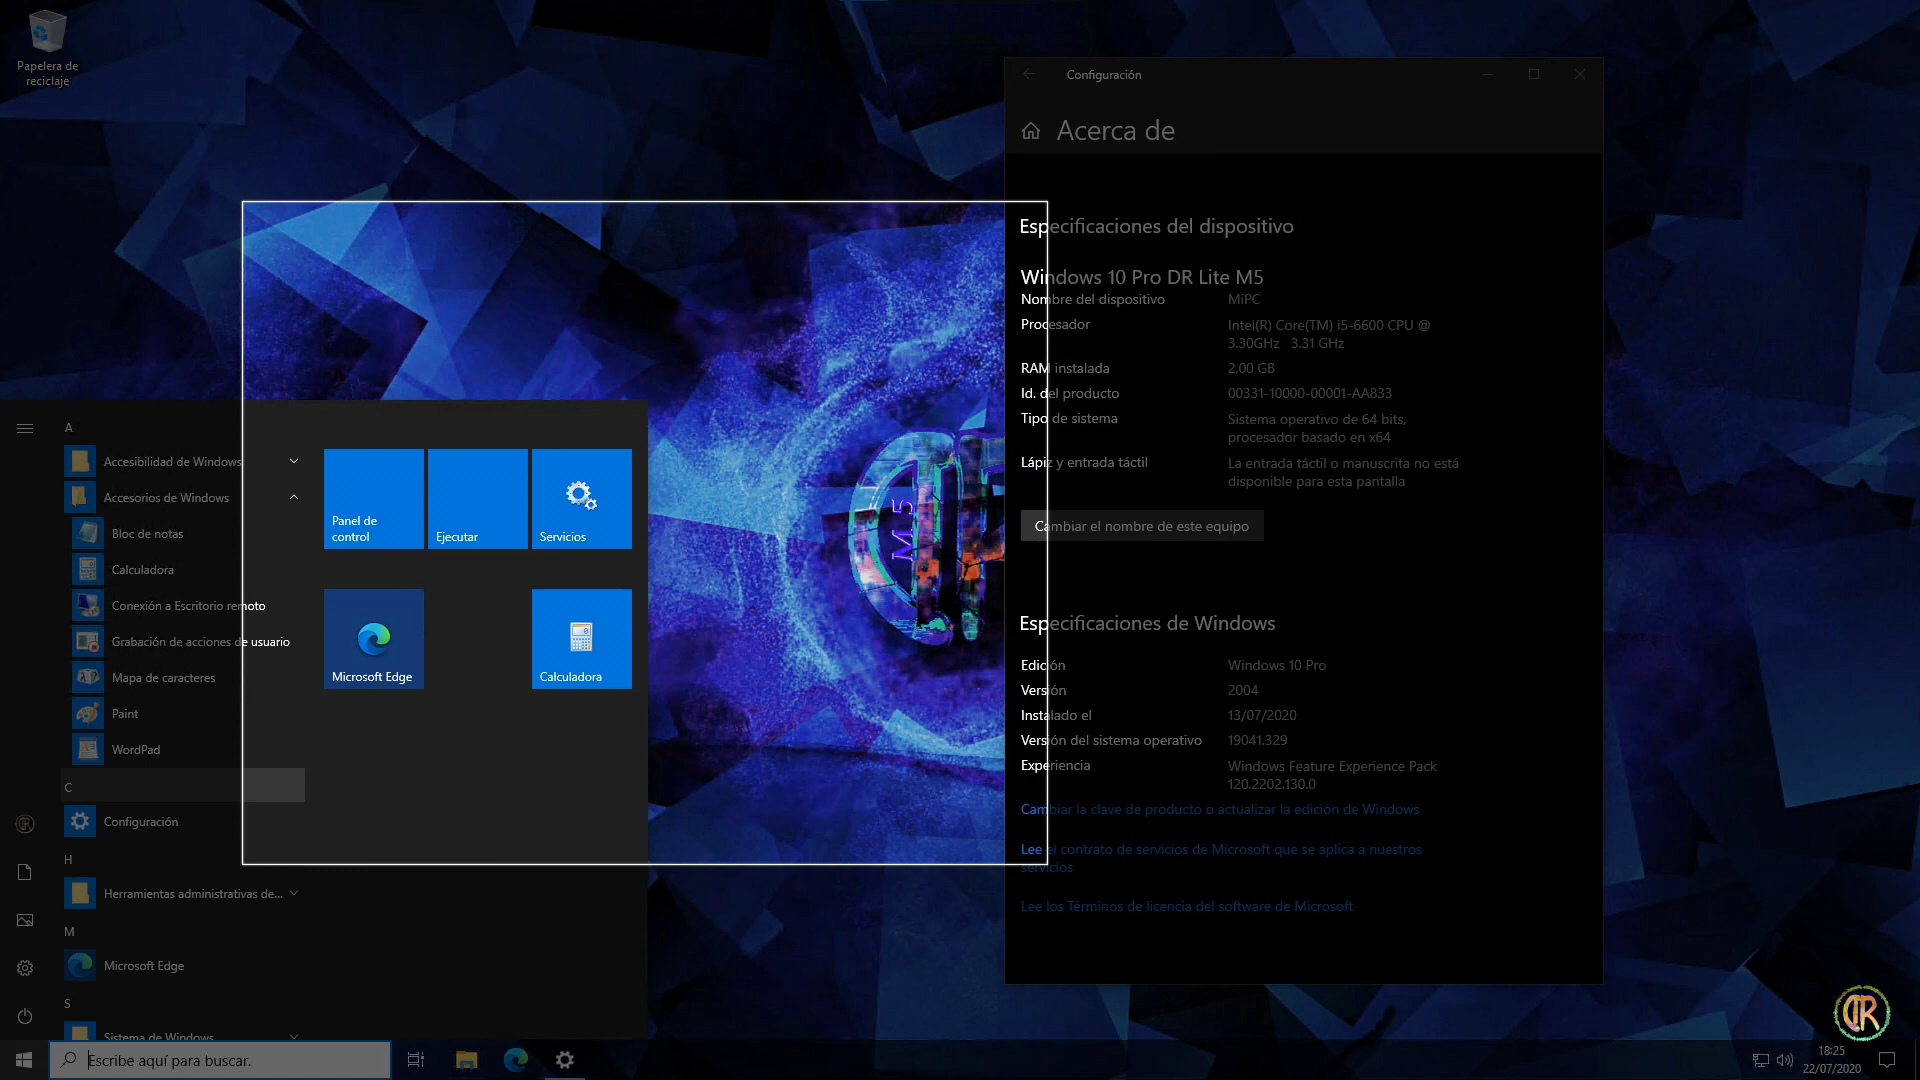 Papelera de
reciclaje
Configuración
Acerca de
Especificaciones del dispositivo
Windows 10 Pro DR Lite M5
Nombre del dispositivo MiPC
Procesador Intel(R) Core(TM) i5-6600 CPU @
3.30GHz 3.31 GHz
RAM instalada 2,00 GB
Id. del producto 00331-10000-00001-AA833
Tipo de sistema Sistema operativo de 64 bits,
procesador basado en x64
Lápiz y entrada táctil La entrada táctil o manuscrita no está
disponible para esta pantalla
Cambiar el nombre de este equipo
Especificaciones de Windows
Edición Windows 10 Pro
Versión 2004
Instalado el 13/07/2020
Versión del sistema operativo 19041.329
Experiencia Windows Feature Experience Pack
120.2202.130.0
Cambiar la clave de producto o actualizar la edición de Windows
Lee el contrato de servicios de Microsoft que se aplica a nuestros
servicios
Lee los Términos de licencia del software de Microsoft
A
Accesibilidad de Windows
Accesorios de Windows
Bloc de notas
Calculadora
Conexión a Escritorio remoto
Grabación de acciones de usuario
Mapa de caracteres
Paint
WordPad
C
Configuración
H
Herramientas administrativas de...
M
Microsoft Edge
S
Sistema de Windows
Panel de
control
Ejecutar
Servicios
Microsoft Edge
Calculadora
M5
DR
Escribe aquí para buscar.
18:25
22/07/2020